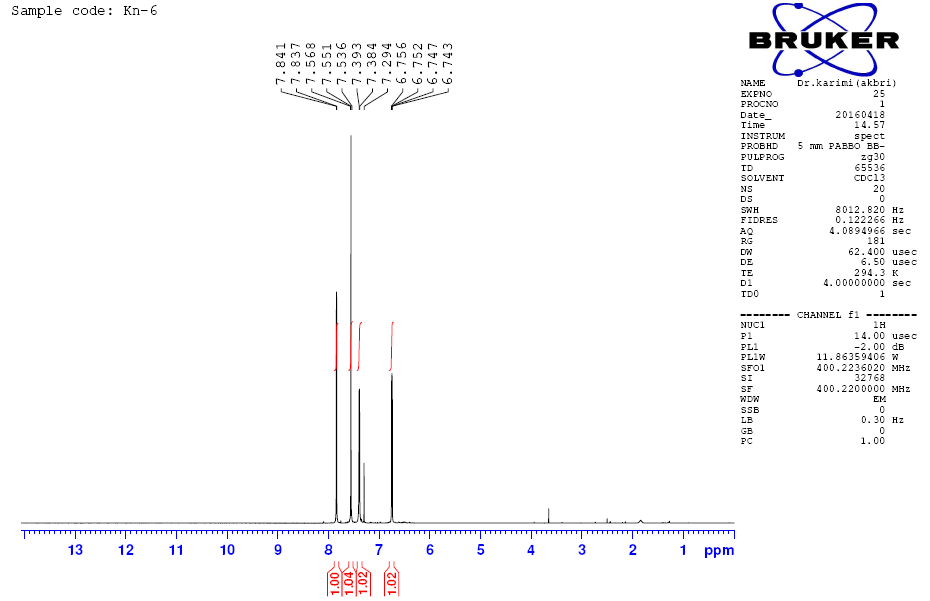 Sample code: Kn-6
7.841
7.837
7.568
7.551
7.536
7.393
7.384
7.294
6.756
6.752
6.747
6.743
BRUKER
NAME Dr.karimi(akbri)
EXPNO 25
PROCNO 1
Date_ 20160418
Time 14.57
INSTRUM spect
PROBHD 5 mm PABBO BB-
PULPROG zg30
TD 65536
SOLVENT CDCl3
NS 20
DS 0
SWH 8012.820 Hz
FIDRES 0.122266 Hz
AQ 4.0894966 sec
RG 181
DW 62.400 usec
DE 6.50 usec
TE 294.3 K
D1 4.00000000 sec
TD0 1
======== CHANNEL f1 ========
NUC1 1H
P1 14.00 usec
PL1 -2.00 dB
PL1W 11.86359406 W
SFO1 400.2236020 MHz
SI 32768
SF 400.2200000 MHz
WDW EM
SSB 0
LB 0.30 Hz
GB 0
PC 1.00
13 12 11 10 9 8 7 6 5 4 3 2 1 ppm
1.00
1.04
1.02
1.02